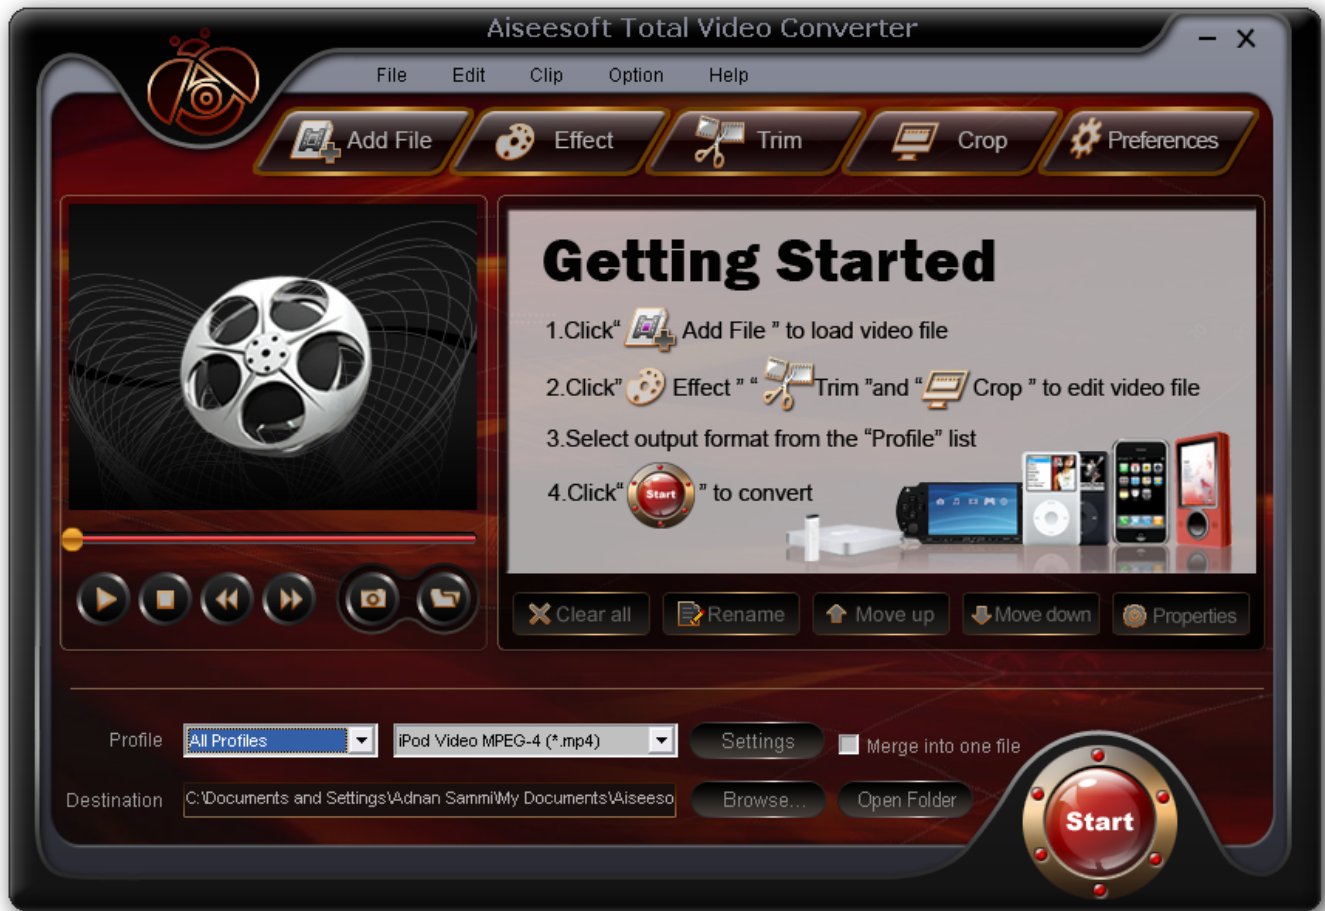 Aiseesoft Total Video Converter
File Edit Clip Option Help
Add File Effect Trim Crop Preferences
Getting Started
1.Click“ Add File ” to load video file
2.Click” Effect ” “ Trim ”and “ Crop ” to edit video file
3.Select output format from the “Profile” list
4.Click“ Start ” to convert
Clear all Rename Move up Move down Properties
Profile All Profiles iPod Video MPEG-4 (*.mp4) Settings Merge into one file
Destination C:\Documents and Settings\Adnan Sammi\My Documents\Aiseeso Browse... Open Folder
Start